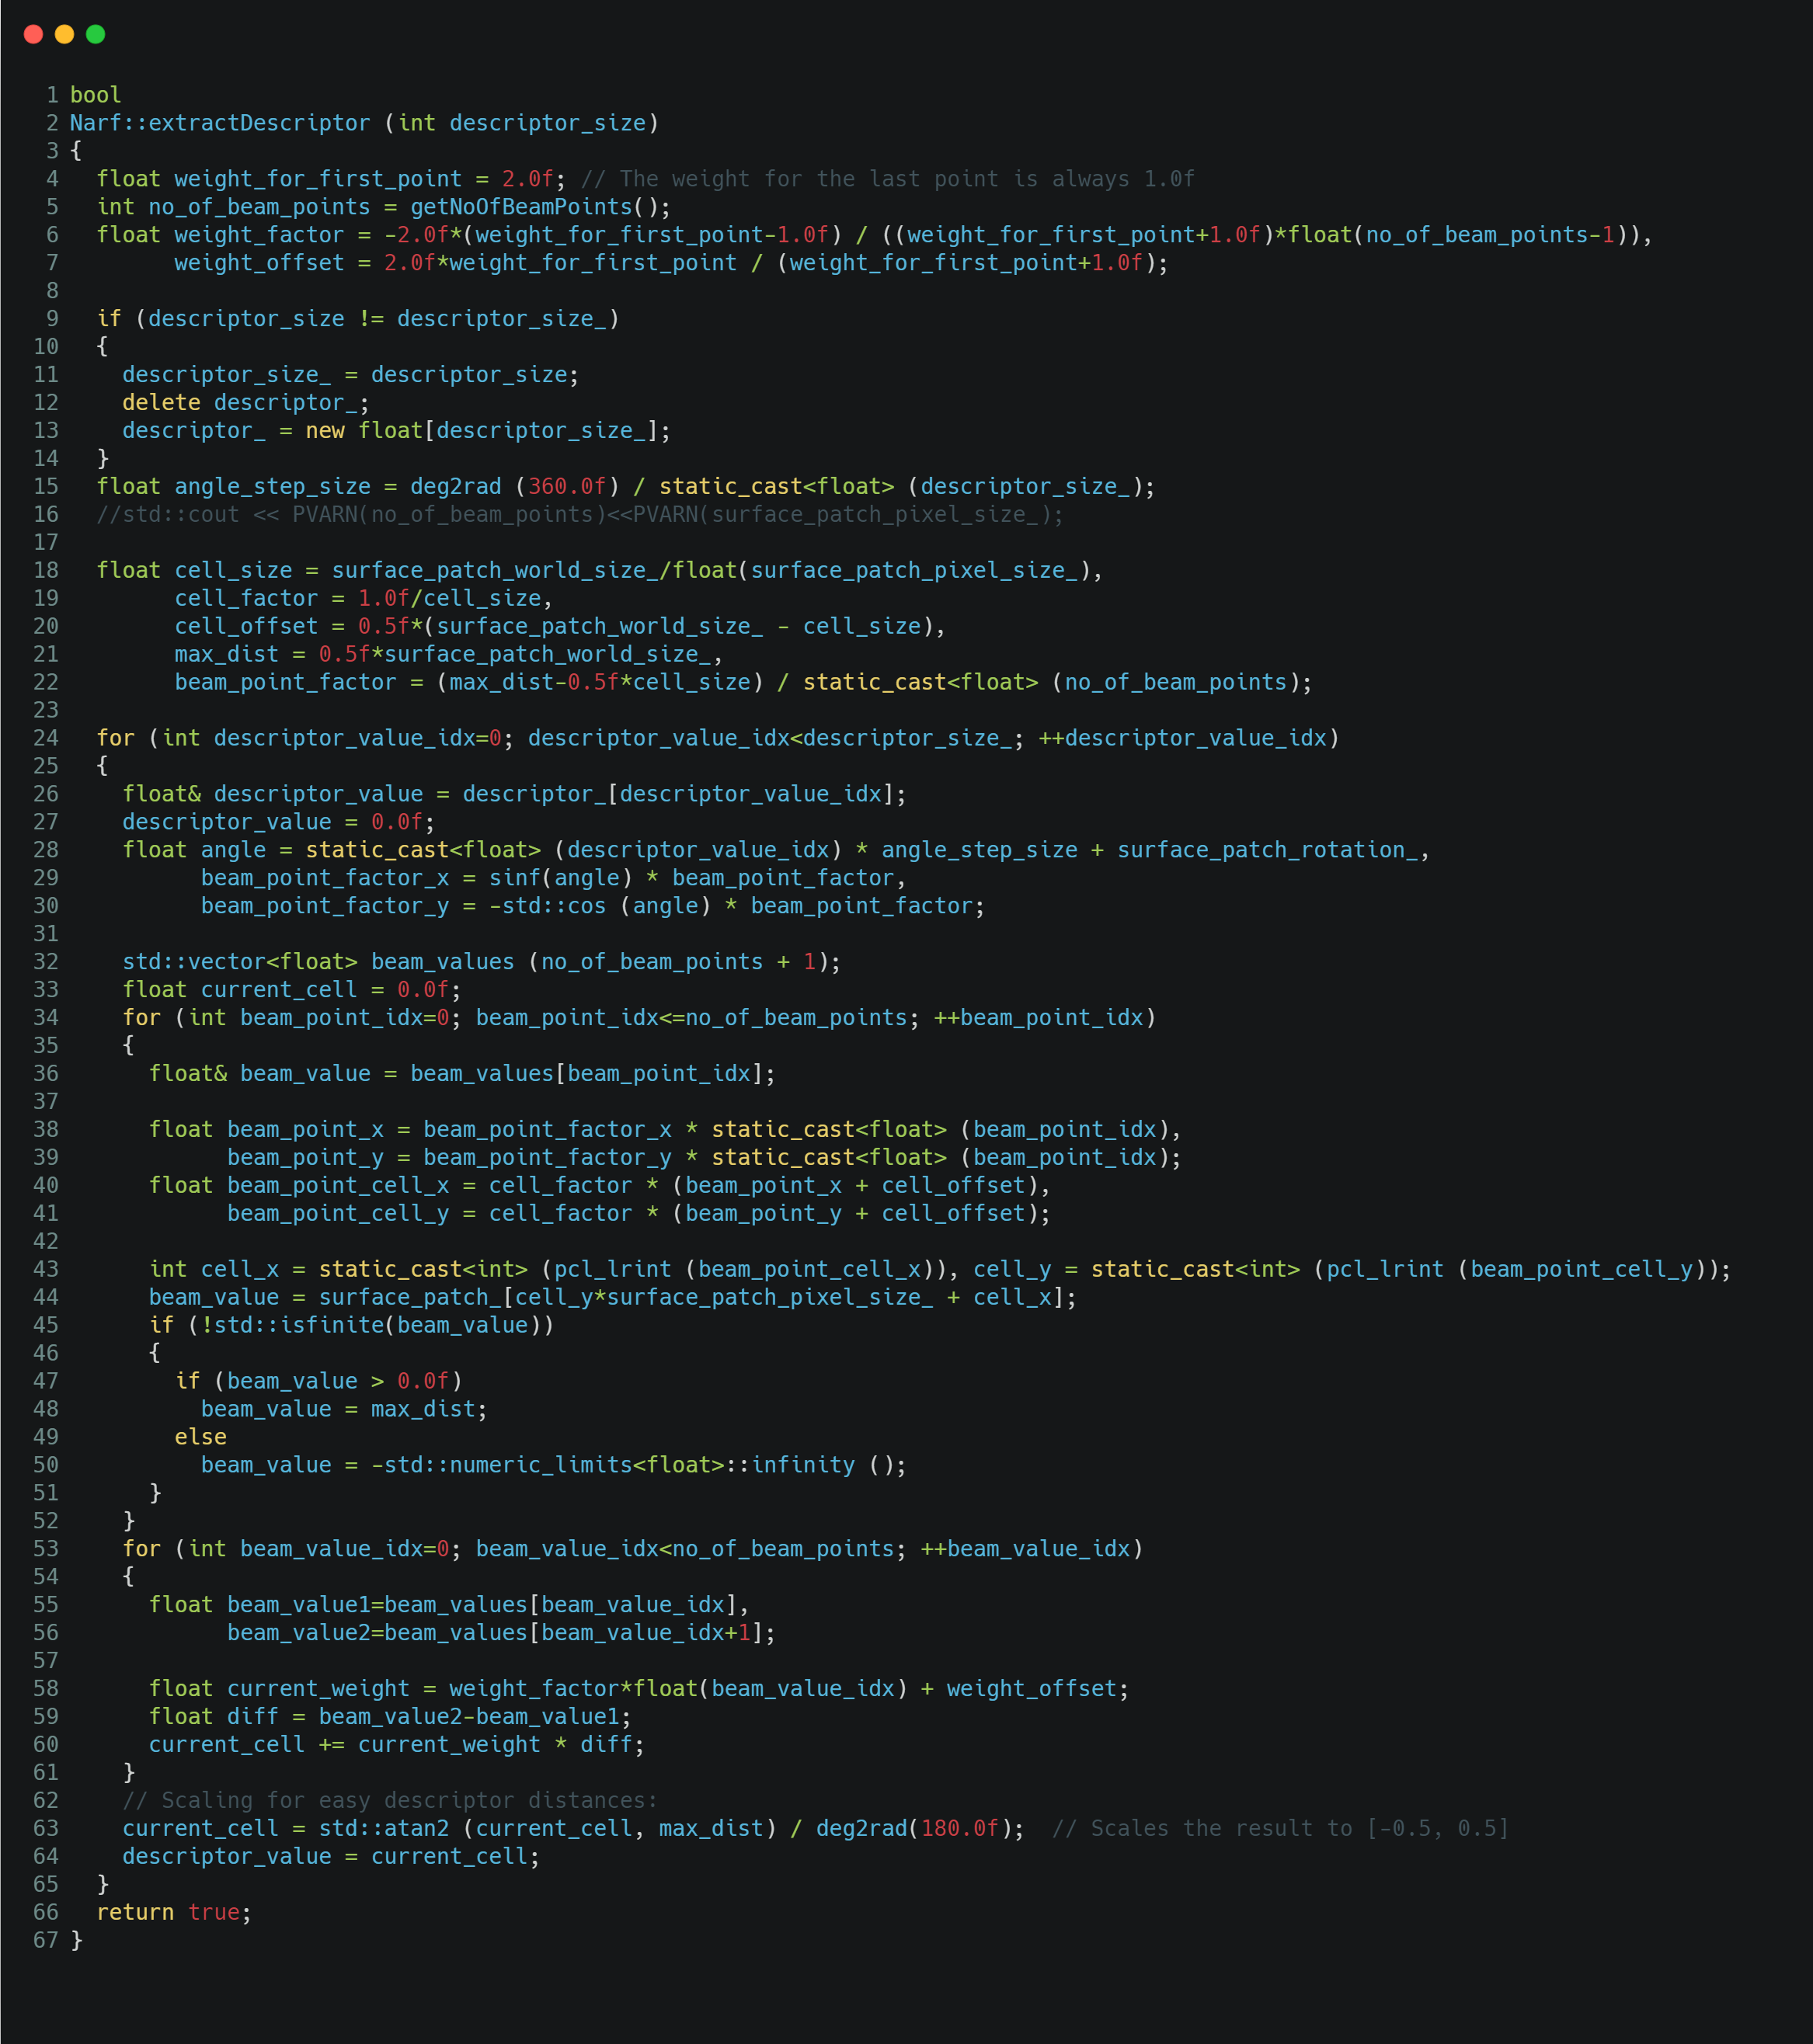 1 bool
2 Narf::extractDescriptor (int descriptor_size)
3 {
4   float weight_for_first_point = 2.0f; // The weight for the last point is always 1.0f
5   int no_of_beam_points = getNoOfBeamPoints();
6   float weight_factor = -2.0f*(weight_for_first_point-1.0f) / ((weight_for_first_point+1.0f)*float(no_of_beam_points-1)),
7         weight_offset = 2.0f*weight_for_first_point / (weight_for_first_point+1.0f);
8
9   if (descriptor_size != descriptor_size_)
10   {
11     descriptor_size_ = descriptor_size;
12     delete descriptor_;
13     descriptor_ = new float[descriptor_size_];
14   }
15   float angle_step_size = deg2rad (360.0f) / static_cast<float> (descriptor_size_);
16   //std::cout << PVARN(no_of_beam_points)<<PVARN(surface_patch_pixel_size_);
17
18   float cell_size = surface_patch_world_size_/float(surface_patch_pixel_size_),
19         cell_factor = 1.0f/cell_size,
20         cell_offset = 0.5f*(surface_patch_world_size_ - cell_size),
21         max_dist = 0.5f*surface_patch_world_size_,
22         beam_point_factor = (max_dist-0.5f*cell_size) / static_cast<float> (no_of_beam_points);
23
24   for (int descriptor_value_idx=0; descriptor_value_idx<descriptor_size_; ++descriptor_value_idx)
25   {
26     float& descriptor_value = descriptor_[descriptor_value_idx];
27     descriptor_value = 0.0f;
28     float angle = static_cast<float> (descriptor_value_idx) * angle_step_size + surface_patch_rotation_,
29           beam_point_factor_x = sinf(angle) * beam_point_factor,
30           beam_point_factor_y = -std::cos (angle) * beam_point_factor;
31
32     std::vector<float> beam_values (no_of_beam_points + 1);
33     float current_cell = 0.0f;
34     for (int beam_point_idx=0; beam_point_idx<=no_of_beam_points; ++beam_point_idx)
35     {
36       float& beam_value = beam_values[beam_point_idx];
37
38       float beam_point_x = beam_point_factor_x * static_cast<float> (beam_point_idx),
39             beam_point_y = beam_point_factor_y * static_cast<float> (beam_point_idx);
40       float beam_point_cell_x = cell_factor * (beam_point_x + cell_offset),
41             beam_point_cell_y = cell_factor * (beam_point_y + cell_offset);
42
43       int cell_x = static_cast<int> (pcl_lrint (beam_point_cell_x)), cell_y = static_cast<int> (pcl_lrint (beam_point_cell_y));
44       beam_value = surface_patch_[cell_y*surface_patch_pixel_size_ + cell_x];
45       if (!std::isfinite(beam_value))
46       {
47         if (beam_value > 0.0f)
48           beam_value = max_dist;
49         else
50           beam_value = -std::numeric_limits<float>::infinity ();
51       }
52     }
53     for (int beam_value_idx=0; beam_value_idx<no_of_beam_points; ++beam_value_idx)
54     {
55       float beam_value1=beam_values[beam_value_idx],
56             beam_value2=beam_values[beam_value_idx+1];
57
58       float current_weight = weight_factor*float(beam_value_idx) + weight_offset;
59       float diff = beam_value2-beam_value1;
60       current_cell += current_weight * diff;
61     }
62     // Scaling for easy descriptor distances:
63     current_cell = std::atan2 (current_cell, max_dist) / deg2rad(180.0f);  // Scales the result to [-0.5, 0.5]
64     descriptor_value = current_cell;
65   }
66   return true;
67 }